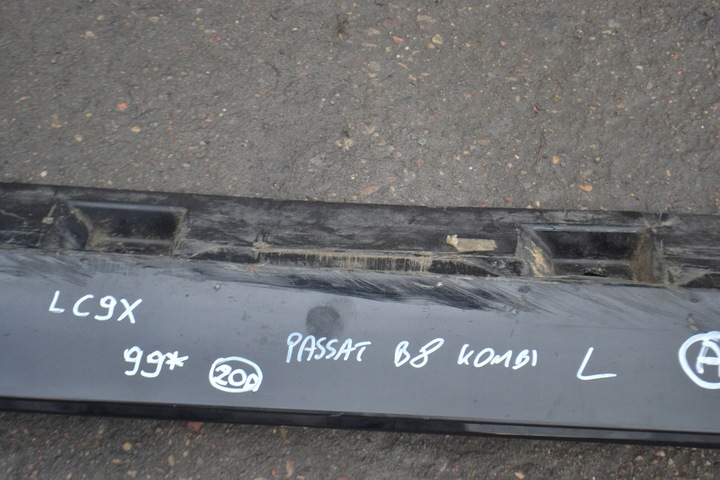 LC9X
99* 20A
PASSAT B8 KOMBI L A